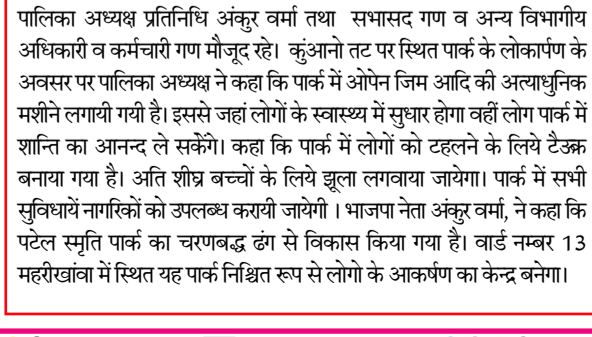 पालिका अध्यक्ष प्रतिनिधि अंकुर वर्मा तथा सभासद गण व अन्य विभागीय
अधिकारी व कर्मचारी गण मौजूद रहे। कुंआनो तट पर स्थित पार्क के लोकार्पण के
अवसर पर पालिका अध्यक्ष ने कहा कि पार्क में ओपेन जिम आदि की अत्याधुनिक
मशीने लगायी गयी है। इससे जहां लोगों के स्वास्थ्य में सुधार होगा वहीं लोग पार्क में
शान्ति का आनन्द ले सकेंगे। कहा कि पार्क में लोगों को टहलने के लिये
बनाया गया है। अति शीघ्र बच्चों के लिये झूला लगवाया जायेगा। पार्क में सभी
सुविधायें नागरिकों को उपलब्ध करायी जायेगी । भाजपा नेता अंकुर वर्मा, ने कहा कि
पटेल स्मृति पार्क का चरणबद्ध ढंग से विकास किया गया है। वार्ड नम्बर 13
महरीखांवा में स्थित यह पार्क निश्चित रूप से लोगो के आकर्षण का केन्द्र बनेगा।